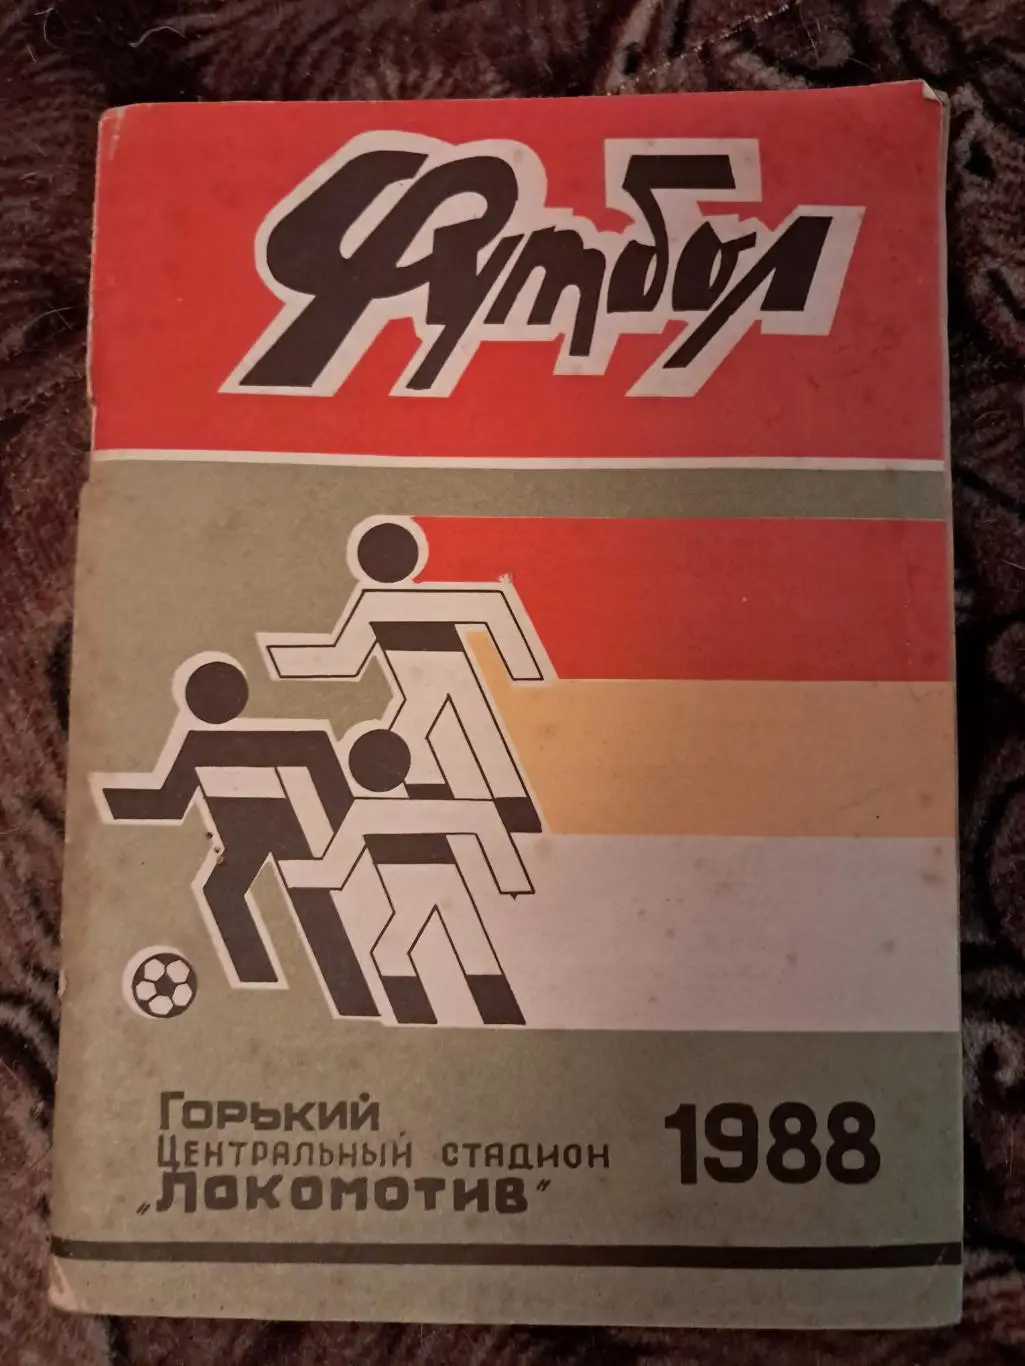 Футбол
Горький
Центральный стадион
„Локомотив"
1988